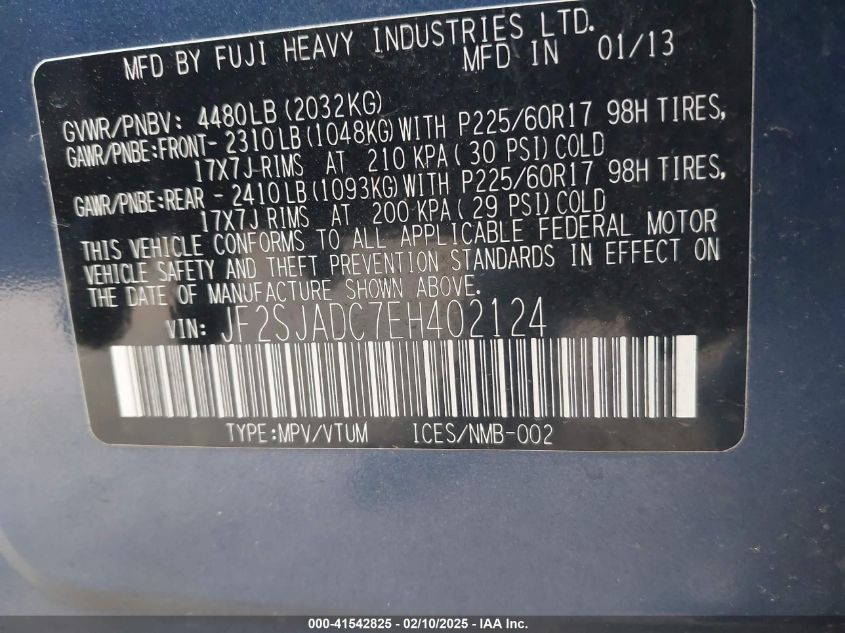 MFD BY FUJI HEAVY INDUSTRIES LTD.
MFD IN 01/13
GVWR/PNBV: 4480LB (2032KG)
GAWR/PNBE:FRONT- 2310LB (1048KG) WITH P225/60R17 98H TIRES,
17X7J RIMS AT 210 KPA ( 30 PSI) COLD
GAWR/PNBE:REAR - 2410LB (1093KG) WITH P225/60R17 98H TIRES,
17X7J RIMS AT 200 KPA ( 29 PSI) COLD
THIS VEHICLE CONFORMS TO ALL APPLICABLE FEDERAL MOTOR
VEHICLE SAFETY AND THEFT PREVENTION STANDARDS IN EFFECT ON
THE DATE OF MANUFACTURE SHOWN ABOVE.
VIN: JF2SJADC7EH402124
TYPE:MPV/VTUM ICES/NMB-002
000-41542825 - 02/10/2025 - IAA Inc.